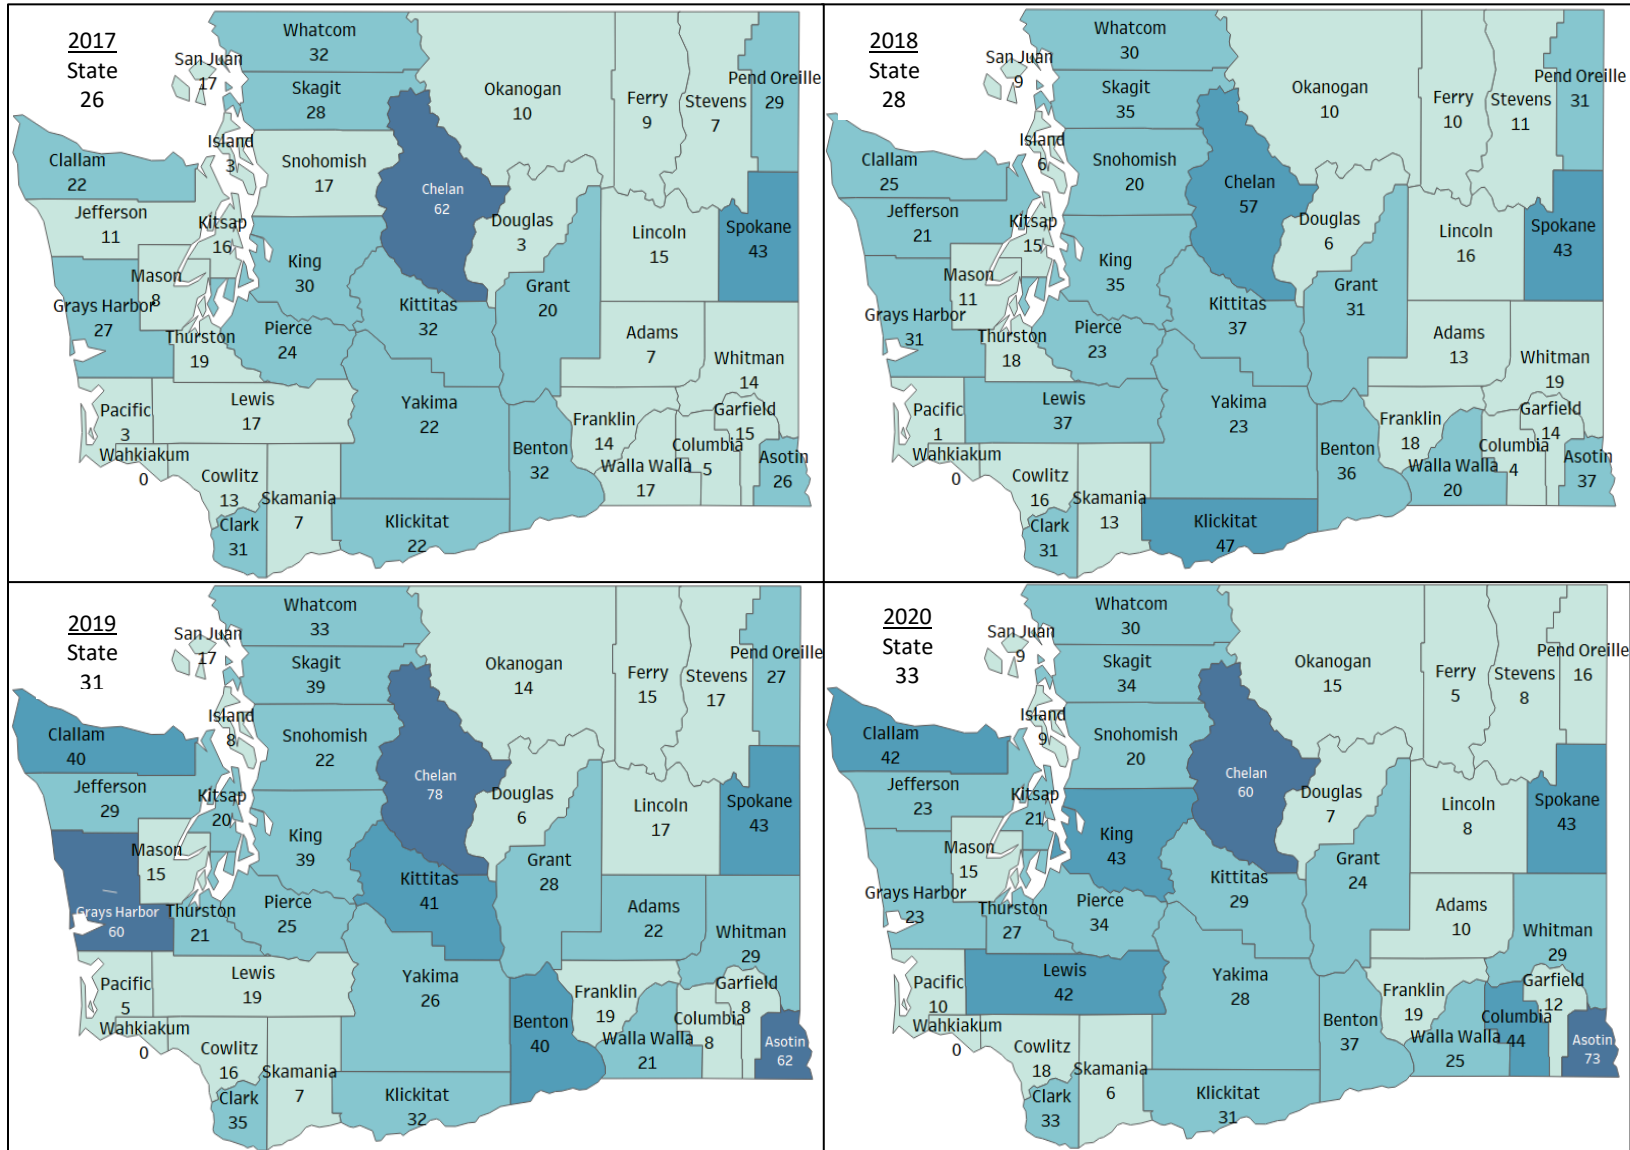 2017
State
26
Whatcom
32
San Juan
17
Skagit
28
Okanogan
10
Ferry
9
Stevens
7
Pend Oreille
29
Island
3
Clallam
22
Snohomish
17
Chelan
62
Jefferson
11
Kitsap
16
Douglas
3
Lincoln
15
Spokane
43
King
30
Mason
8
Grays Harbor
27
Kittitas
32
Grant
20
Thurston
19
Pierce
24
Adams
7
Whitman
14
Pacific
3
Lewis
17
Yakima
22
Franklin
14
Garfield
15
Wahkiakum
0
Cowlitz
13
Benton
32
Columbia
5
Walla Walla
17
Asotin
26
Skamania
7
Clark
31
Klickitat
22
2018
State
28
Whatcom
30
San Juan
9
Skagit
35
Okanogan
10
Ferry
10
Stevens
11
Pend Oreille
31
Island
6
Clallam
25
Snohomish
20
Chelan
57
Jefferson
21
Kitsap
15
Douglas
6
Lincoln
16
Spokane
43
King
35
Mason
11
Grays Harbor
31
Kittitas
37
Grant
31
Thurston
18
Pierce
23
Adams
13
Whitman
19
Pacific
1
Lewis
37
Yakima
23
Franklin
18
Garfield
14
Wahkiakum
0
Cowlitz
16
Benton
36
Columbia
4
Walla Walla
20
Asotin
37
Skamania
13
Clark
31
Klickitat
47
2019
State
31
Whatcom
33
San Juan
17
Skagit
39
Okanogan
14
Ferry
15
Stevens
17
Pend Oreille
27
Island
8
Clallam
40
Snohomish
22
Chelan
78
Jefferson
29
Kitsap
20
Douglas
6
Lincoln
17
Spokane
43
King
39
Mason
15
Grays Harbor
60
Kittitas
41
Grant
28
Thurston
21
Pierce
25
Adams
22
Whitman
29
Pacific
5
Lewis
19
Yakima
26
Franklin
19
Garfield
8
Wahkiakum
0
Cowlitz
16
Benton
40
Columbia
8
Walla Walla
21
Asotin
62
Skamania
7
Clark
35
Klickitat
32
2020
State
33
Whatcom
30
San Juan
9
Skagit
34
Okanogan
15
Ferry
5
Stevens
8
Pend Oreille
16
Island
9
Clallam
42
Snohomish
20
Chelan
60
Jefferson
23
Kitsap
21
Douglas
7
Lincoln
8
Spokane
43
King
43
Mason
15
Grays Harbor
23
Kittitas
29
Grant
24
Thurston
27
Pierce
34
Adams
10
Whitman
29
Pacific
10
Lewis
42
Yakima
28
Franklin
19
Garfield
12
Wahkiakum
0
Cowlitz
18
Benton
37
Columbia
44
Walla Walla
25
Asotin
73
Skamania
6
Clark
33
Klickitat
31